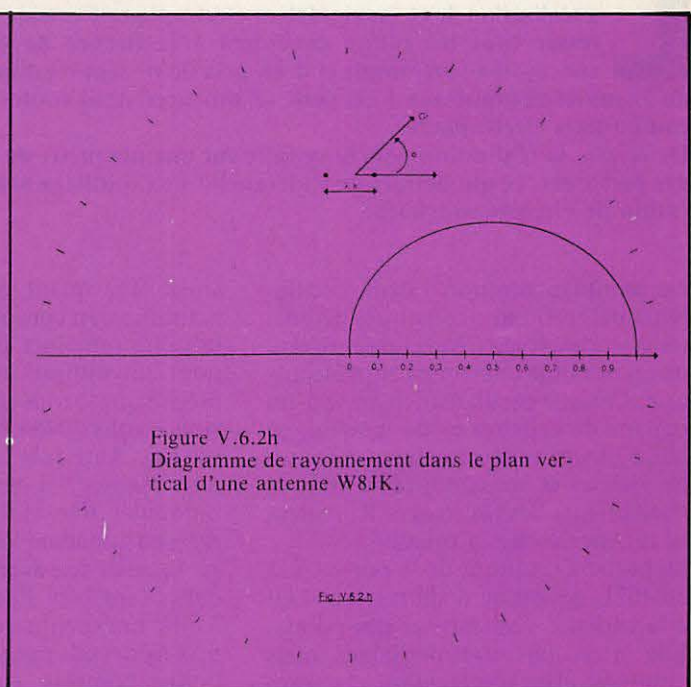 0 0,1 0,2 0,3 0,4 0,5 0,6 0,7 0,8 0,9
Figure V.6.2h
Diagramme de rayonnement dans le plan ver-
tical d'une antenne W8JK.
Fig. V.6.2.h